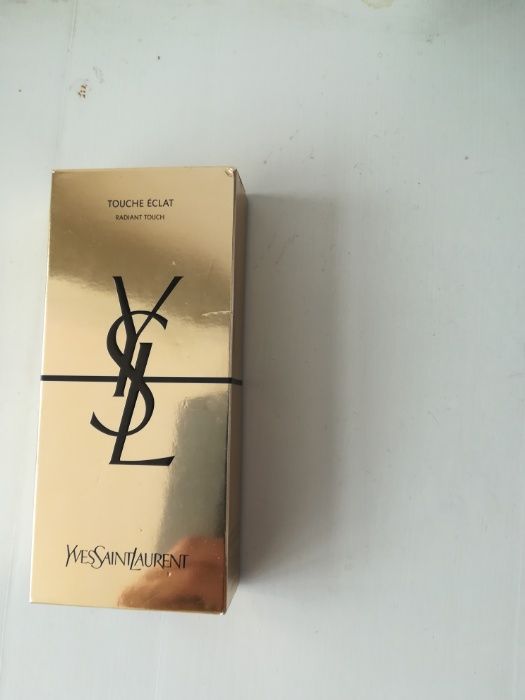 TOUCHE ÉCLAT
RADIANT TOUCH
YSL
YVESSAINTLAURENT